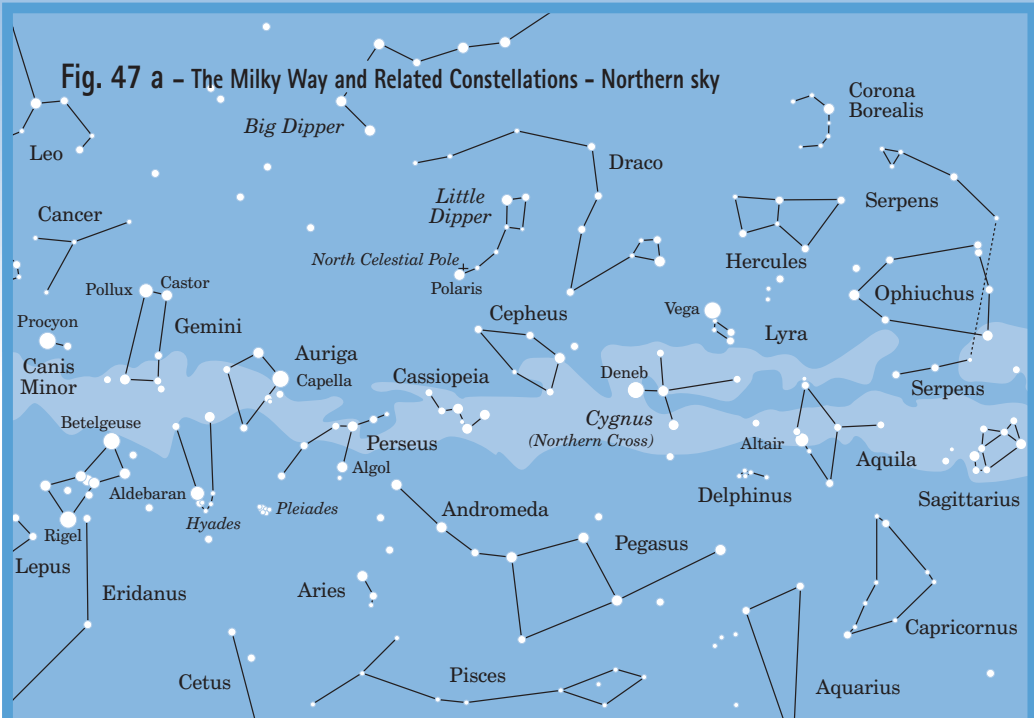 Fig. 47 a – The Milky Way and Related Constellations - Northern sky
Corona
Borealis
Big Dipper
Leo
Draco
Little
Dipper
Serpens
Cancer
North Celestial Pole
Hercules
Polaris
Castor
Pollux
Ophiuchus
Cepheus
Vega
Procyon
Gemini
Lyra
Canis
Minor
Auriga
Capella
Cassiopeia
Deneb
Serpens
Betelgeuse
Cygnus
(Northern Cross)
Perseus
Altair
Algol
Aquila
Aldebaran
Delphinus
Sagittarius
Hyades
Pleiades
Andromeda
Rigel
Pegasus
Lepus
Eridanus
Aries
Capricornus
Cetus
Pisces
Aquarius